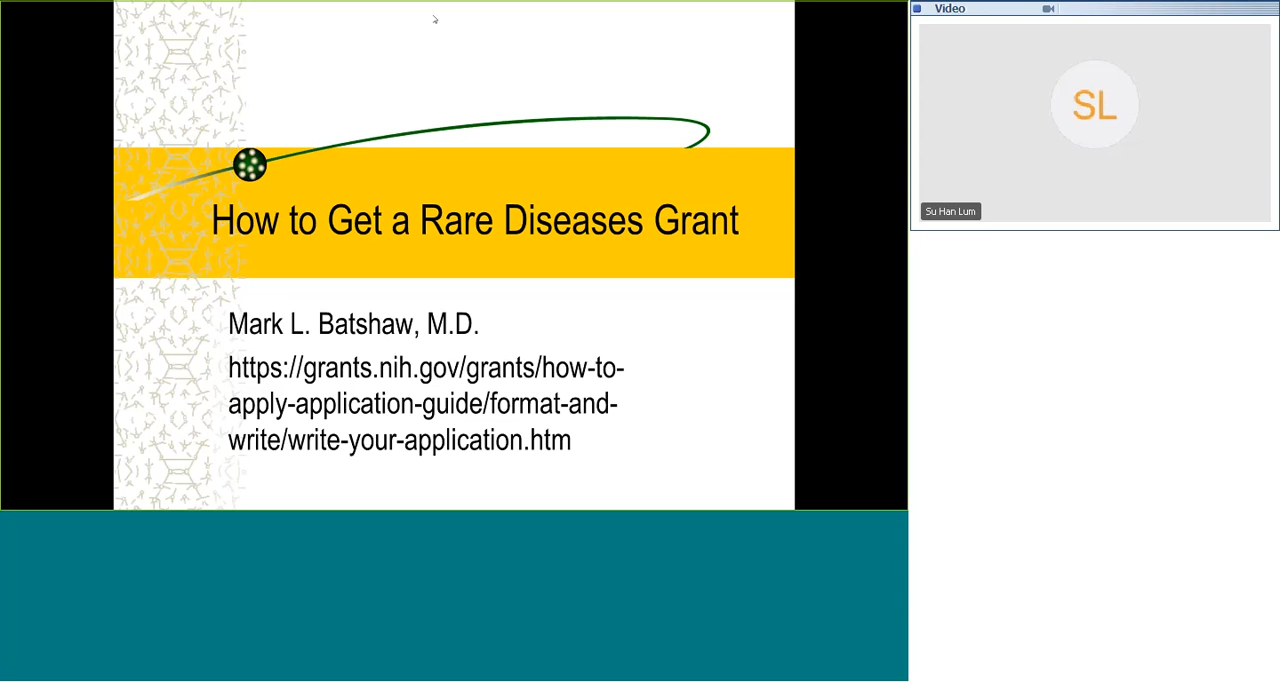 Video
SL
Su Han Lum
How to Get a Rare Diseases Grant
Mark L. Batshaw, M.D.
https://grants.nih.gov/grants/how-to-
apply-application-guide/format-and-
write/write-your-application.htm